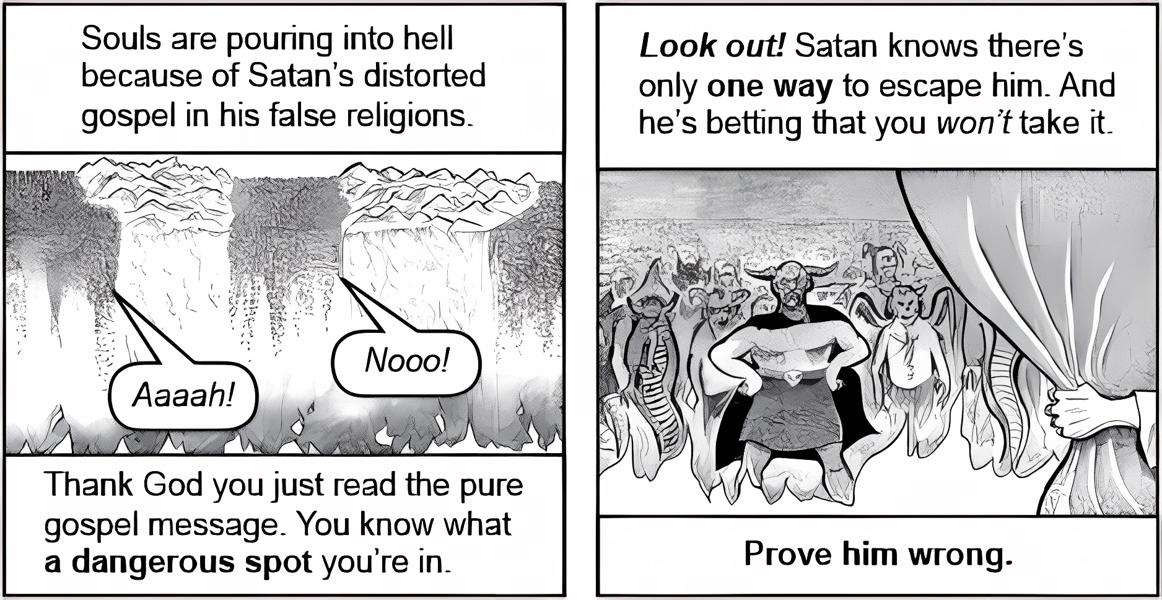 Souls are pouring into hell
because of Satan's distorted
gospel in his false religions.
Aaaah!
Nooo!
Thank God you just read the pure
gospel message. You know what
a dangerous spot you're in.
Look out! Satan knows there's
only one way to escape him. And
he's betting that you won't take it.
Prove him wrong.